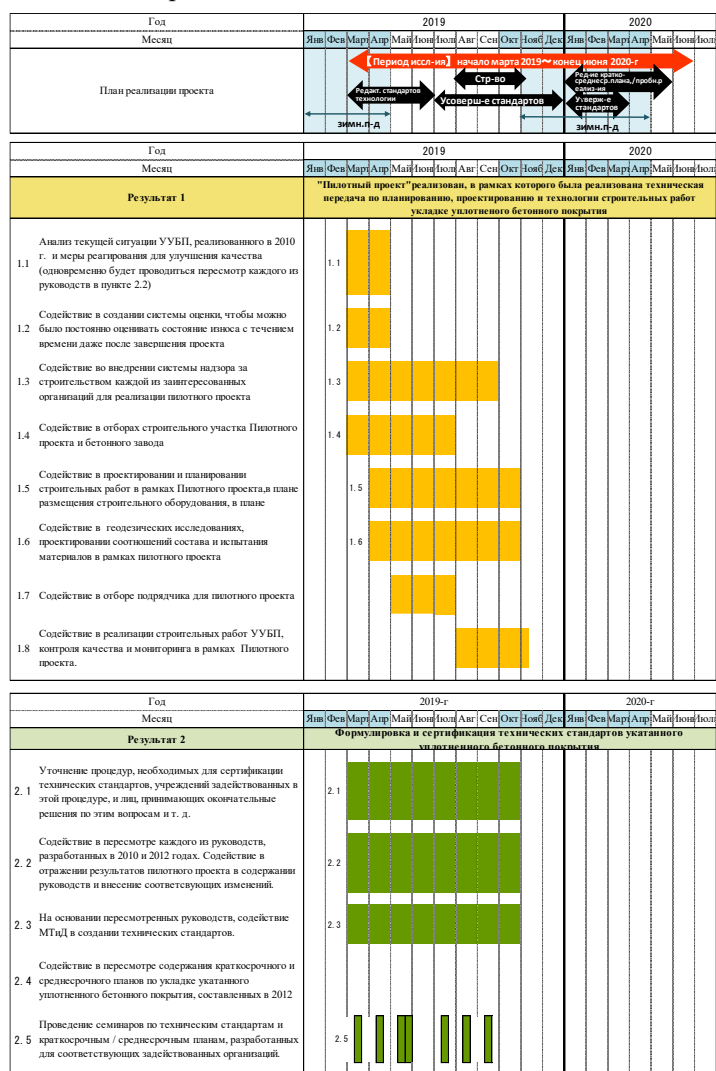 Год 2019 2020
Месяц Янв Фев Март Апр Май Июн Июл Авг Сен Окт Нояб Дек Янв Фев Март Апр Май Июн Июл
План реализации проекта
【Период иссл-ия】 начало марта 2019～ конец июня 2020-г
Стр-во
Редакт. стандартов
технологии
Усоверш-е стандартов
Ред-ие кратко-
среднеср.плана,/пробн.р
еализ-ия
Утверж-е
стандартов
зимн.п-д
зимн.п-д
Год 2019 2020
Месяц Янв Фев Март Апр Май Июн Июл Авг Сен Окт Нояб Дек Янв Фев Март Апр Май Июн Июл
Результат 1
"Пилотный проект"реализован, в рамках которого была реализована техническая
передача по планированию, проектированию и технологии строительных работ
укладке уплотненого бетонного покрытия
1.1 Анализ текущей ситуации УУБП, реализованного в 2010
г. и меры реагирования для улучшения качества
(одновременно будет проводиться пересмотр каждого из
руководств в пункте 2.2)
1.1
1.2 Содействие в создании системы оценки, чтобы можно
было постоянно оценивать состояние износа с течением
времени даже после завершения проекта
1.2
1.3 Содействие во внедрении системы надзора за
строительством каждой из заинтересованных
организаций для реализации пилотного проекта
1.3
1.4 Содействие в отборах строительного участка Пилотного
проекта и бетонного завода
1.4
1.5 Содействие в проектировании и планировании
строительных работ в рамках Пилотного проекта,в плане
размещения строительного оборудования, в плане
1.5
1.6 Содействие в геодезических исследованиях,
проектировании соотношений состава и испытания
материалов в рамках пилотного проекта
1.6
1.7 Содействие в отборе подрядчика для пилотного проекта
1.8 Содействие в реализации строительных работ УУБП,
контроля качества и мониторинга в рамках Пилотного
проекта.
Год 2019-г 2020-г
Месяц Янв Фев Март Апр Май Июн Июл Авг Сен Окт Нояб Дек Янв Фев Март Апр Май Июн Июл
Результат 2
Формулировка и сертификация технических стандартов укатанного
уплотненного бетонного покрытия
2.1 Уточнение процедур, необходимых для сертификации
технических стандартов, учреждений задействованных в
этой процедуре, и лиц, принимающих окончательные
решения по этим вопросам и т. д.
2.1
2.2 Содействие в пересмотре каждого из руководств,
разработанных в 2010 и 2012 годах. Содействие в
отражении результатов пилотного проекта в содержании
руководств и внесение соответсвующих изменений.
2.2
2.3 На основании пересмотренных руководств, содействие
МТиД в создании технических стандартов.
2.3
2.4 Содействие в пересмотре содержания краткосрочного и
среднесрочного планов по укладке укатанного
уплотненного бетонного покрытия, составленных в 2012
2.5 Проведение семинаров по техническим стандартам и
краткосрочным / среднесрочным планам, разработанных
для соответствующих задействованных организаций.
2.5